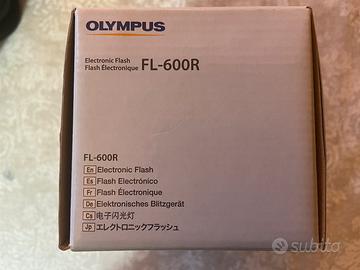 OLYMPUS
Electronic Flash
Flash Électronique FL-600R
FL-600R
En Electronic Flash
Es Flash Electrónico
Fr Flash Électronique
De Elektronisches Blitzgerät
Cs 电子闪光灯
Jp エレクトロニックフラッシュ
subito